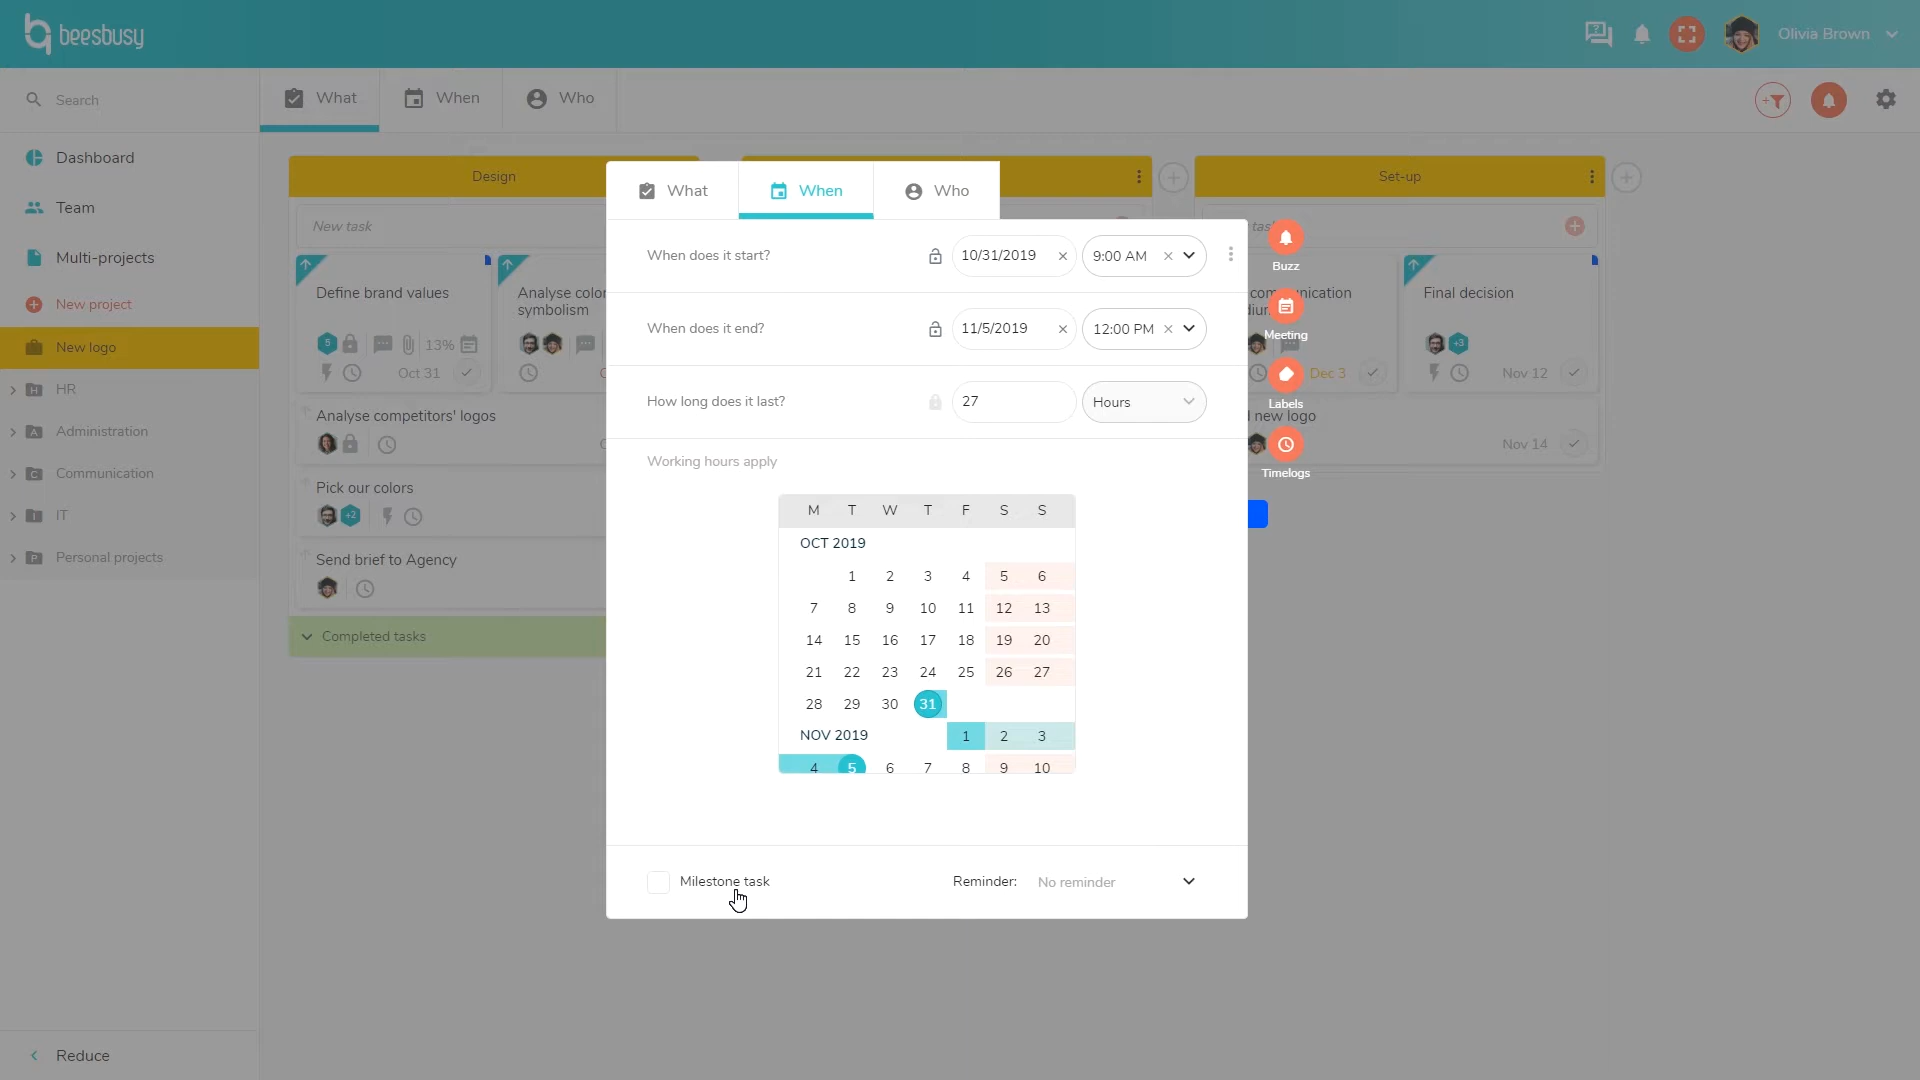 beesbusy
Olivia Brown
Search
What
When
Who
Dashboard
Team
Multi-projects
New project
New logo
HR
Administration
Communication
IT
Personal projects
Reduce
Design
New task
Define brand values
5
13%
Oct 31
Analyse competitors' logos
Pick our colors
+2
Send brief to Agency
Completed tasks
What
When
Who
When does it start?
10/31/2019
9:00 AM
When does it end?
11/5/2019
12:00 PM
How long does it last?
27
Hours
Working hours apply
M T W T F S S
OCT 2019
1 2 3 4 5 6
7 8 9 10 11 12 13
14 15 16 17 18 19 20
21 22 23 24 25 26 27
28 29 30 31
NOV 2019 1 2 3
4 5 6 7 8 9 10
Milestone task
Reminder: No reminder
Buzz
Meeting
Labels
Timelogs
Set-up
Dec 3
new logo
Nov 14
Final decision
+3
Nov 12
symbolism